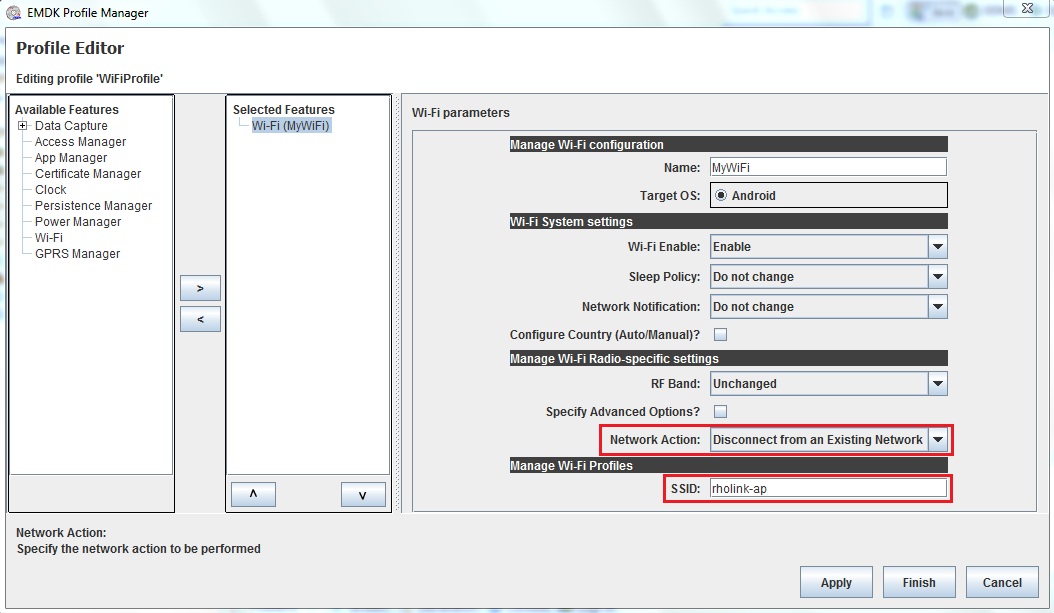 EMDK Profile Manager
Profile Editor
Editing profile 'WiFiProfile'
Available Features
Data Capture
Access Manager
App Manager
Certificate Manager
Clock
Persistence Manager
Power Manager
Wi-Fi
GPRS Manager
>
<
Selected Features
Wi-Fi (MyWiFi)
Wi-Fi parameters
Manage Wi-Fi configuration
Name: MyWiFi
Target OS: Android
Wi-Fi System settings
Wi-Fi Enable: Enable
Sleep Policy: Do not change
Network Notification: Do not change
Configure Country (Auto/Manual)?
Manage Wi-Fi Radio-specific settings
RF Band: Unchanged
Specify Advanced Options?
Network Action: Disconnect from an Existing Network
Manage Wi-Fi Profiles
SSID: rholink-ap
Network Action:
Specify the network action to be performed
Apply Finish Cancel